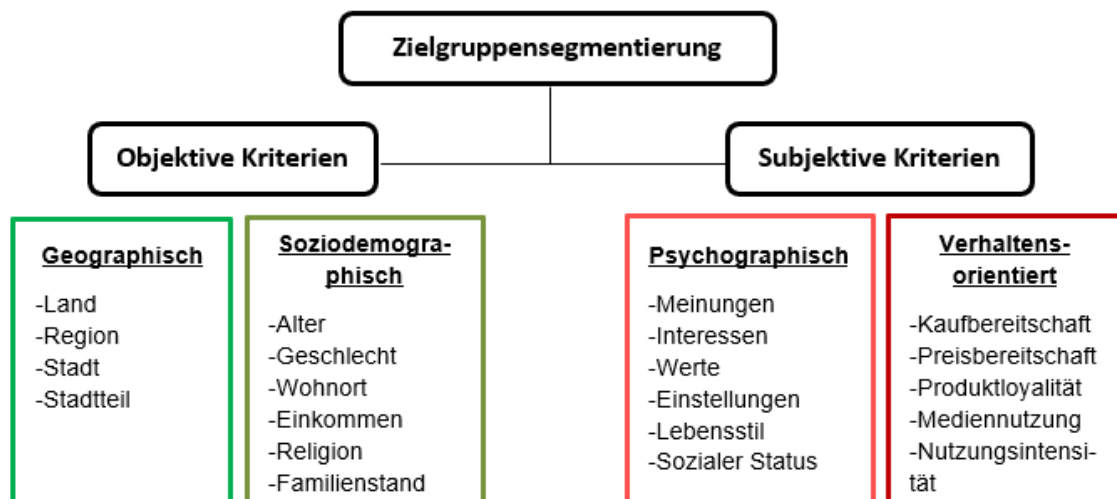 Zielgruppensegmentierung
Objektive Kriterien
Subjektive Kriterien
Geographisch
-Land
-Region
-Stadt
-Stadtteil
Soziodemogra-
phisch
-Alter
-Geschlecht
-Wohnort
-Einkommen
-Religion
-Familienstand
Psychographisch
-Meinungen
-Interessen
-Werte
-Einstellungen
-Lebensstil
-Sozialer Status
Verhaltens-
orientiert
-Kaufbereitschaft
-Preisbereitschaft
-Produktloyalität
-Mediennutzung
-Nutzungsintensi-
tät